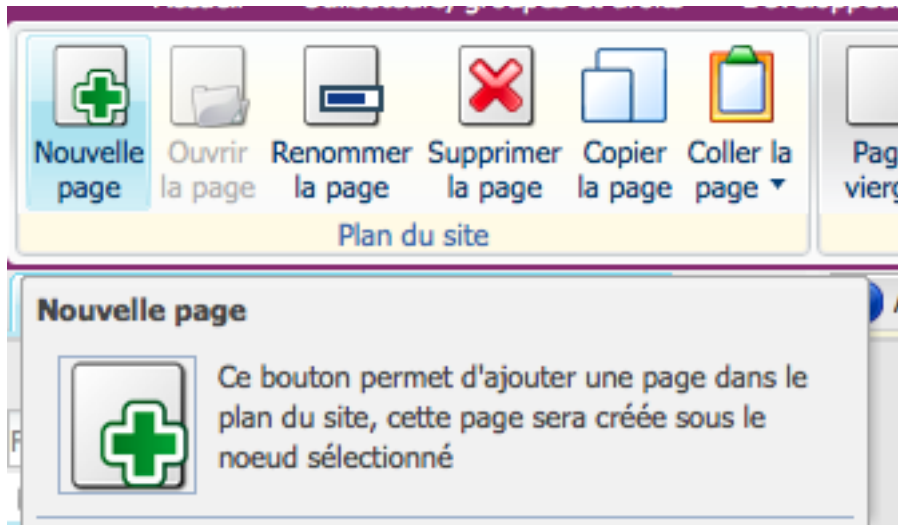 Nouvelle page
Ouvrir la page
Renommer la page
Supprimer la page
Copier la page
Coller la page
Plan du site
Nouvelle page
Ce bouton permet d'ajouter une page dans le
plan du site, cette page sera créée sous le
noeud sélectionné